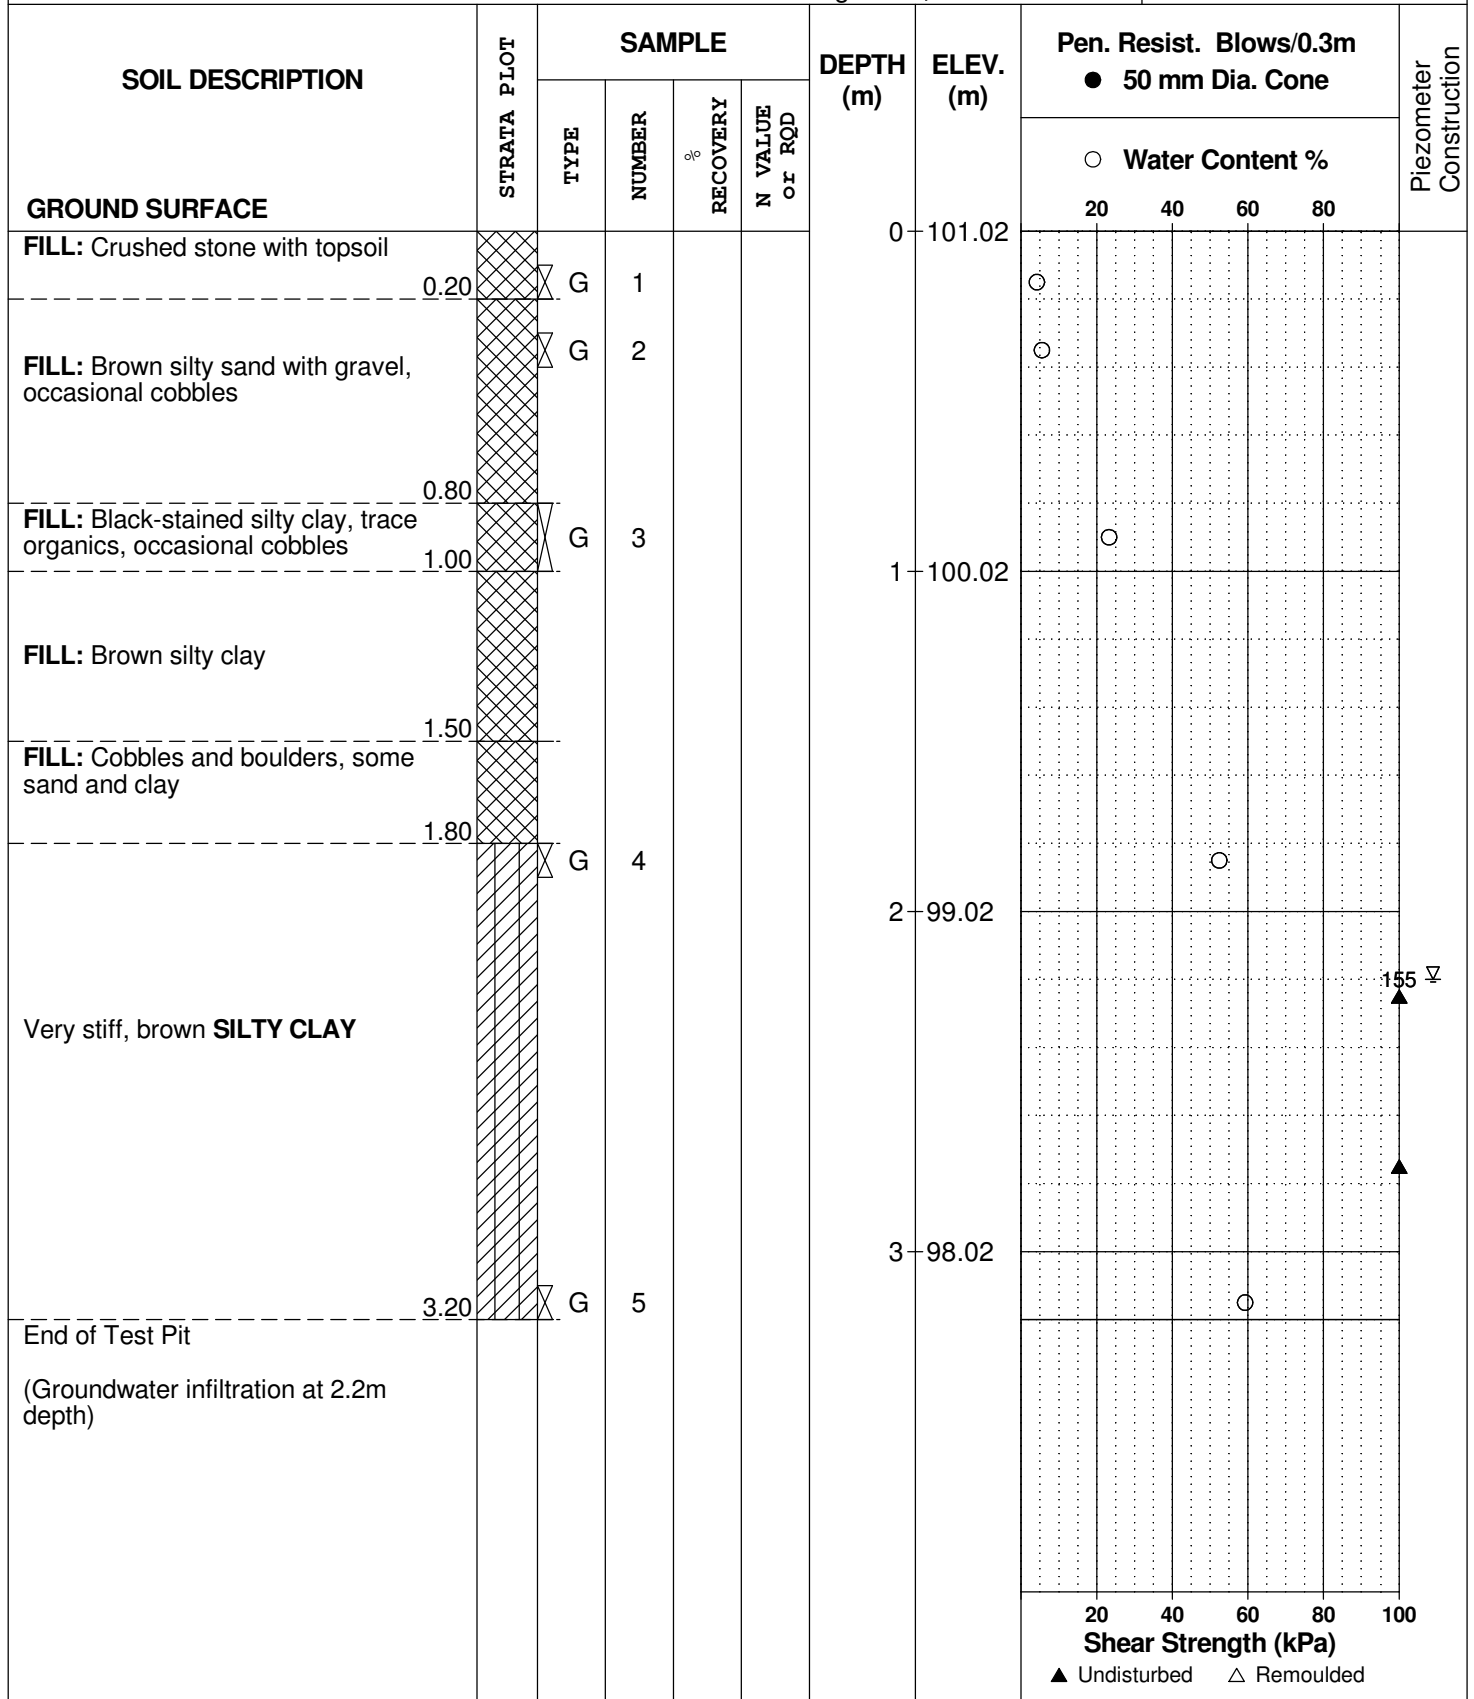 SOIL DESCRIPTION
GROUND SURFACE
STRATA PLOT
SAMPLE
TYPE
NUMBER
%
RECOVERY
N VALUE
or RQD
DEPTH
(m)
ELEV.
(m)
Pen. Resist. Blows/0.3m
● 50 mm Dia. Cone
○ Water Content %
20 40 60 80
Piezometer
Construction
0 101.02
FILL: Crushed stone with topsoil
0.20
G 1
G 2
FILL: Brown silty sand with gravel,
occasional cobbles
0.80
FILL: Black-stained silty clay, trace
organics, occasional cobbles
1.00
G 3
1 100.02
FILL: Brown silty clay
1.50
FILL: Cobbles and boulders, some
sand and clay
1.80
G 4
2 99.02
155
Very stiff, brown SILTY CLAY
3 98.02
3.20
G 5
End of Test Pit
(Groundwater infiltration at 2.2m
depth)
20 40 60 80 100
Shear Strength (kPa)
▲ Undisturbed △ Remoulded